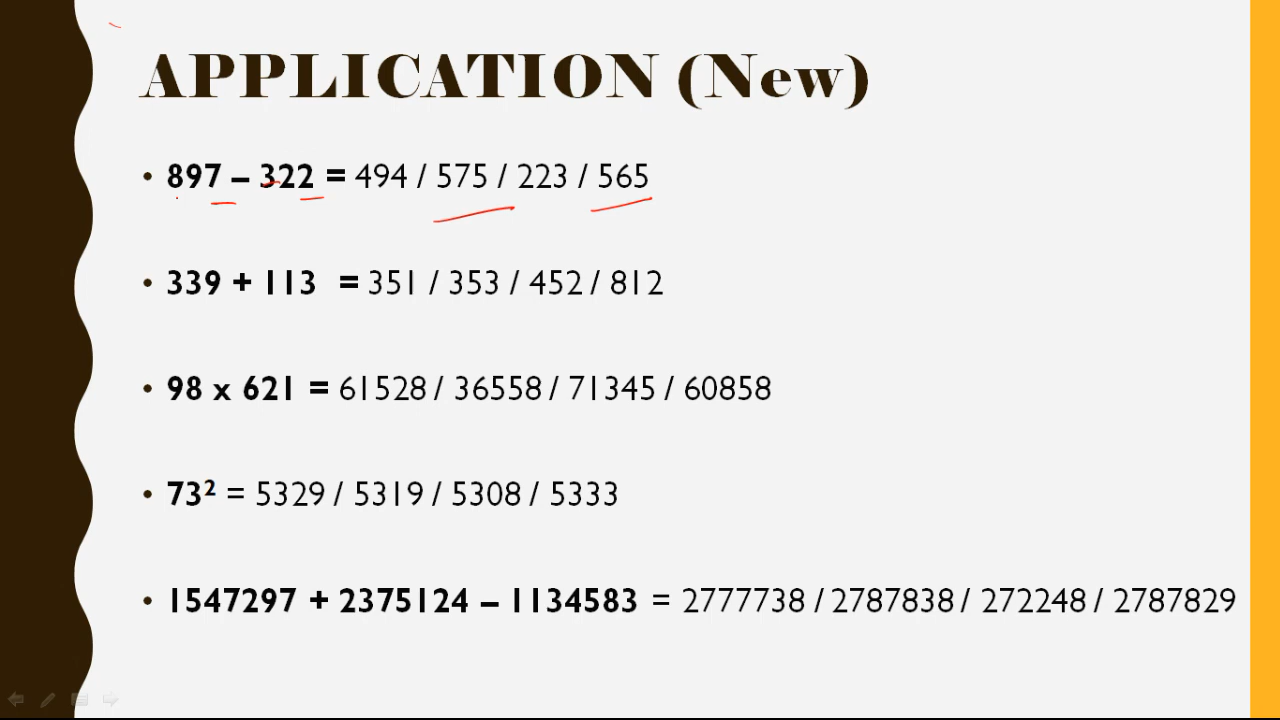 APPLICATION (New)
• 897 – 322 = 494 / 575 / 223 / 565
• 339 + 113 = 351 / 353 / 452 / 812
• 98 x 621 = 61528 / 36558 / 71345 / 60858
• 73² = 5329 / 5319 / 5308 / 5333
• 1547297 + 2375124 – 1134583 = 2777738 / 2787838 / 272248 / 2787829